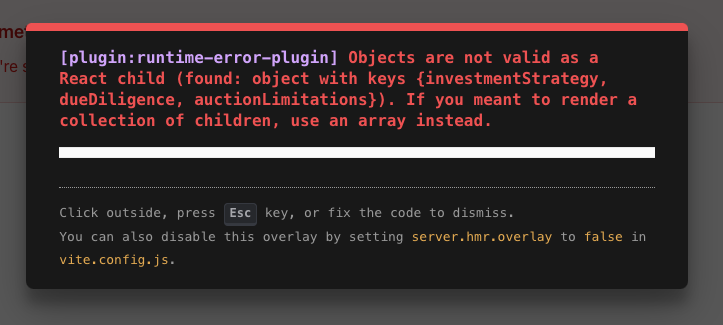 met
're s
[plugin:runtime-error-plugin] Objects are not valid as a
React child (found: object with keys {investmentStrategy,
dueDiligence, auctionLimitations}). If you meant to render a
collection of children, use an array instead.
Click outside, press Esc key, or fix the code to dismiss.
You can also disable this overlay by setting server.hmr.overlay to false in
vite.config.js.